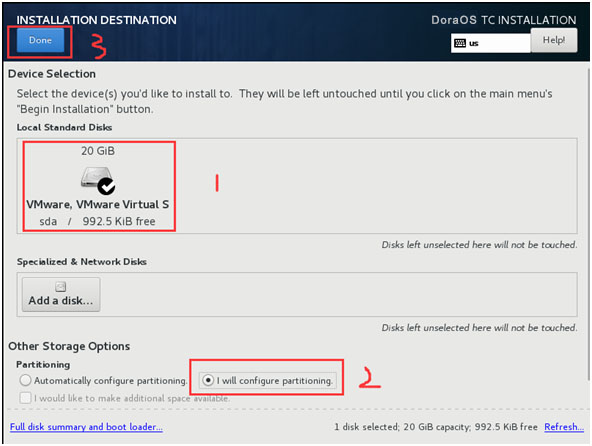 INSTALLATION DESTINATION
DoraOS TC INSTALLATION
Done
3
us
Help!
Device Selection
Select the device(s) you'd like to install to. They will be left untouched until you click on the main menu's
"Begin Installation" button.
Local Standard Disks
20 GiB
1
VMware, VMware Virtual S
sda / 992.5 KiB free
Disks left unselected here will not be touched.
Specialized & Network Disks
Add a disk...
Disks left unselected here will not be touched.
Other Storage Options
Partitioning
Automatically configure partitioning.
I will configure partitioning.
2
I would like to make additional space available.
Full disk summary and boot loader...
1 disk selected; 20 GiB capacity; 992.5 KiB free
Refresh...